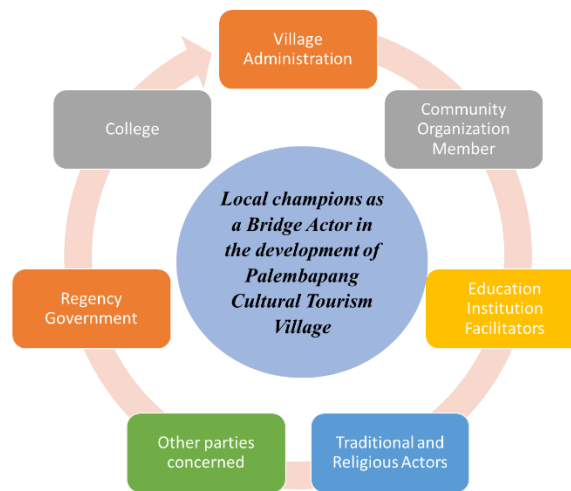 Village
Administration
College
Community
Organization
Member
Local champions as
a Bridge Actor in
the development of
Palembapang
Cultural Tourism
Village
Regency
Government
Education
Institution
Facilitators
Other parties
concerned
Traditional and
Religious Actors